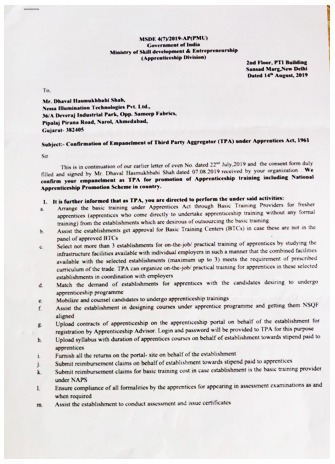 MSDE 4(7)/2019-AP(PMU)
Government of India
Ministry of Skill development & Entrepreneurship
(Apprenticeship Division)
2nd Floor, PTI Building
Sansad Marg,New Delhi
Dated 14th August, 2019
To,
Mr. Dhaval Hasmukhbahi Shah,
Nessa Illumination Technologies Pvt. Ltd.,
36/A Devraj Industrial Park, Opp. Sameep Fabrics,
Piplaj Pirana Road, Narol, Ahmedabad,
Gujarat- 382405
Subject:- Confirmation of Empanelment of Third Party Aggregator (TPA) under Apprentices Act, 1961
Sir
This is in continuation of our earlier letter of even No. dated 22nd July,2019 and the consent form duly
filled and signed by Mr. Dhaval Hasmukhbahi Shah dated 07.08.2019 received by your organization. We
confirm your empanelment as TPA for promotion of Apprenticeship training including National
Apprenticeship Promotion Scheme in country.
1. It is further informed that as TPA, you are directed to perform the under said activities:
a. Arrange the basic training under Apprentices Act through Basic Training Providers for fresher
apprentices (apprentices who come directly to undertake apprenticeship training without any formal
training) from the establishments which are desirous of outsourcing the basic training
b. Assist the establishments get approval for Basic Training Centers (BTCs) in case these are not in the
panel of approved BTCs
c. Select not more than 3 establishments for on-the-job/ practical training of apprentices by studying the
infrastructure facilities available with individual employers in such a manner that the combined facilities
available with the selected establishments (maximum up to 3) meets the requirement of prescribed
curriculum of the trade. TPA can organize on-the-job/ practical training for apprentices in these selected
establishments in coordination with employers
d. Match the demand of establishments for apprentices with the candidates desiring to undergo
apprenticeship programme
e. Mobilize and counsel candidates to undergo apprenticeship trainings
f. Assist the establishment in designing courses under apprentice programme and getting them NSQF
aligned
g. Upload contracts of apprenticeship on the apprenticeship portal on behalf of the establishment for
registration by Apprenticeship Advisor. Login and password will be provided to TPA for this purpose
h. Upload syllabus with duration of apprentices courses on behalf of establishment towards stipend paid to
apprentices
i. Furnish all the returns on the portal- site on behalf of the establishment
j. Submit reimbursement claims on behalf of establishment towards stipend paid to apprentices
k. Submit reimbursement claims for basic training cost in case establishment is the basic training provider
under NAPS
l. Ensure compliance of all formalities by the apprentices for appearing in assessment examinations as and
when required
m. Assist the establishment to conduct assessment and issue certificates